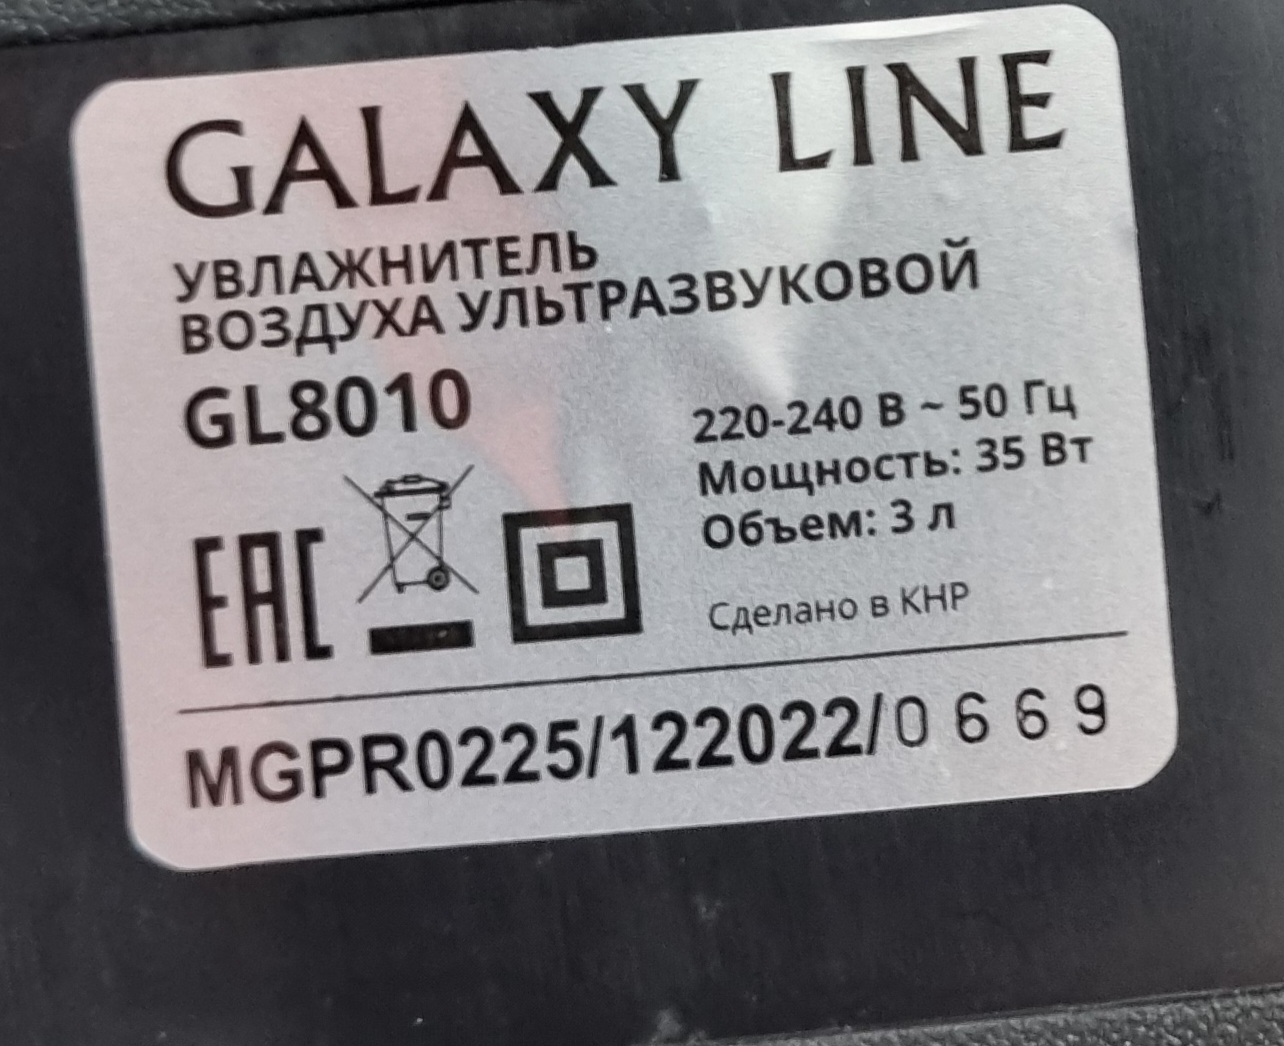 GALAXY LINE
УВЛАЖНИТЕЛЬ
ВОЗДУХА УЛЬТРАЗВУКОВОЙ
GL8010
220-240 В ~ 50 Гц
Мощность: 35 Вт
Объем: 3 л
EAC
Сделано в КНР
MGPR0225/122022/0669